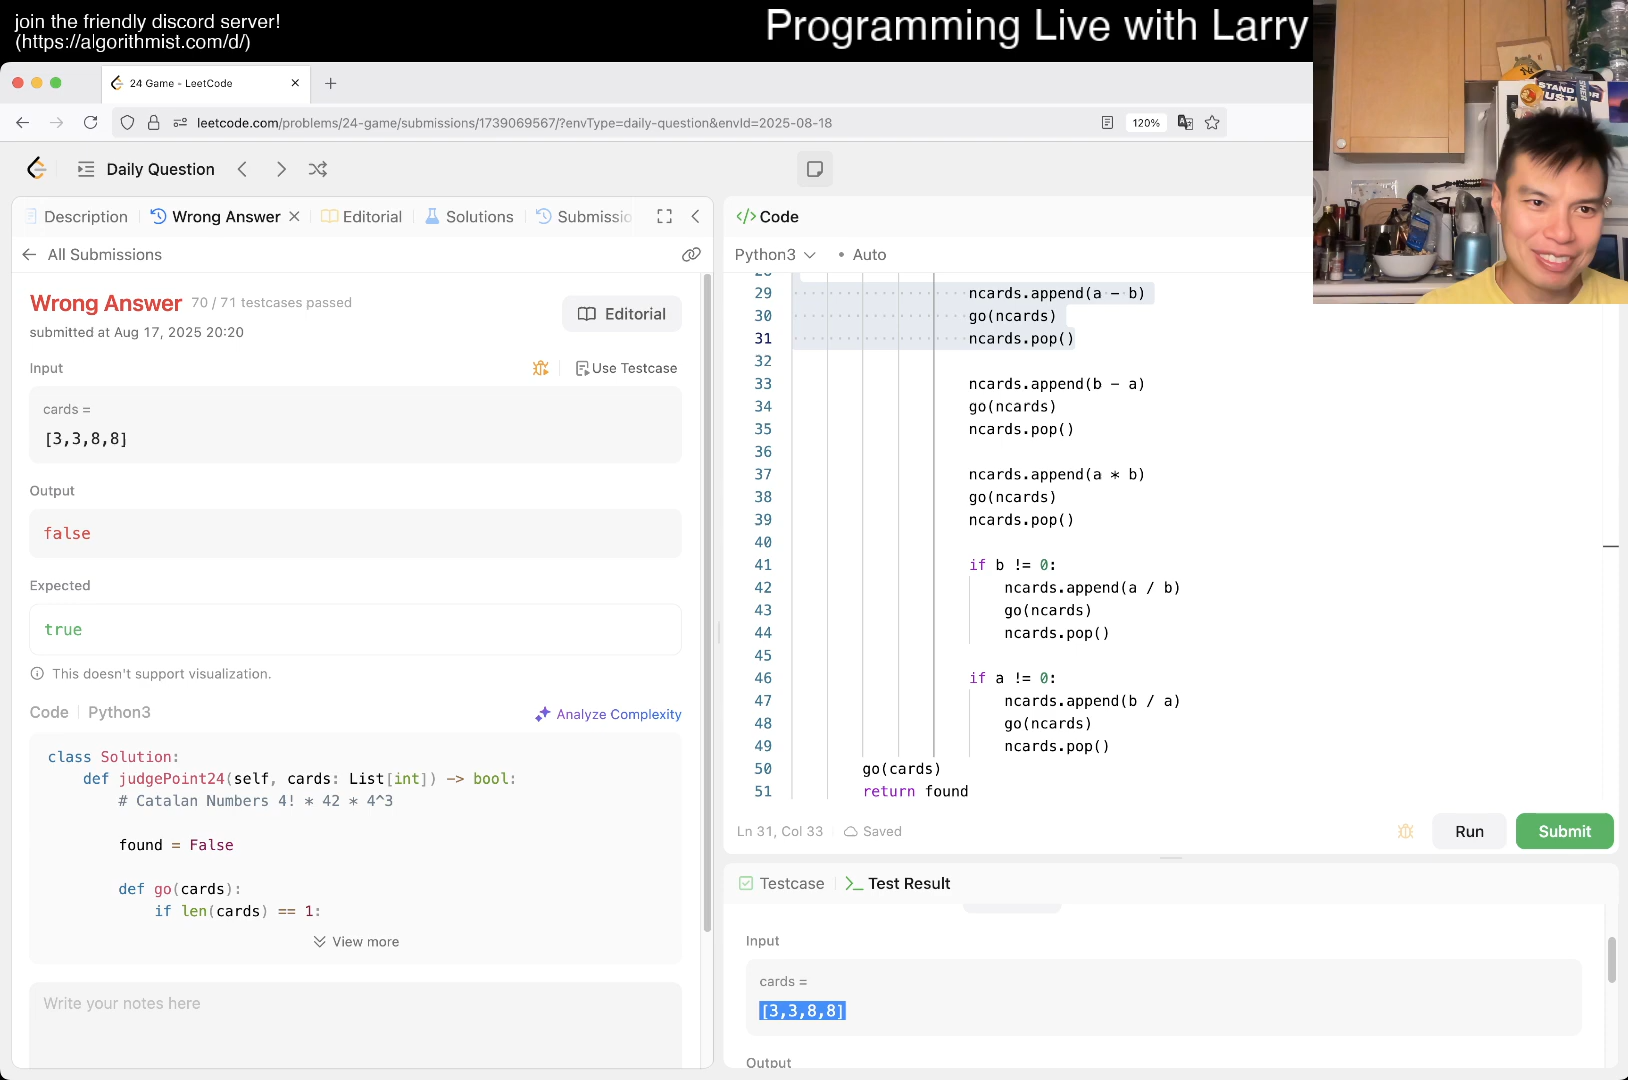 join the friendly discord server!
(https://algorithmist.com/d/)
Programming Live with Larry
24 Game - LeetCode
leetcode.com/problems/24-game/submissions/1739069567/?envType=daily-question&envId=2025-08-18
120%
Daily Question
Description
Wrong Answer
Editorial
Solutions
Submissio
All Submissions
Wrong Answer 70 / 71 testcases passed
submitted at Aug 17, 2025 20:20
Editorial
Input
Use Testcase
cards =
[3,3,8,8]
Output
false
Expected
true
This doesn't support visualization.
Code | Python3
Analyze Complexity
class Solution:
def judgePoint24(self, cards: List[int]) -> bool:
# Catalan Numbers 4! * 42 * 4^3
found = False
def go(cards):
if len(cards) == 1:
View more
Write your notes here
</> Code
Python3
• Auto
29 ncards.append(a - b)
30 go(ncards)
31 ncards.pop()
32
33 ncards.append(b - a)
34 go(ncards)
35 ncards.pop()
36
37 ncards.append(a * b)
38 go(ncards)
39 ncards.pop()
40
41 if b != 0:
42 ncards.append(a / b)
43 go(ncards)
44 ncards.pop()
45
46 if a != 0:
47 ncards.append(b / a)
48 go(ncards)
49 ncards.pop()
50 go(cards)
51 return found
Ln 31, Col 33
Saved
Run
Submit
Testcase
Test Result
Input
cards =
[3,3,8,8]
Output
STAND